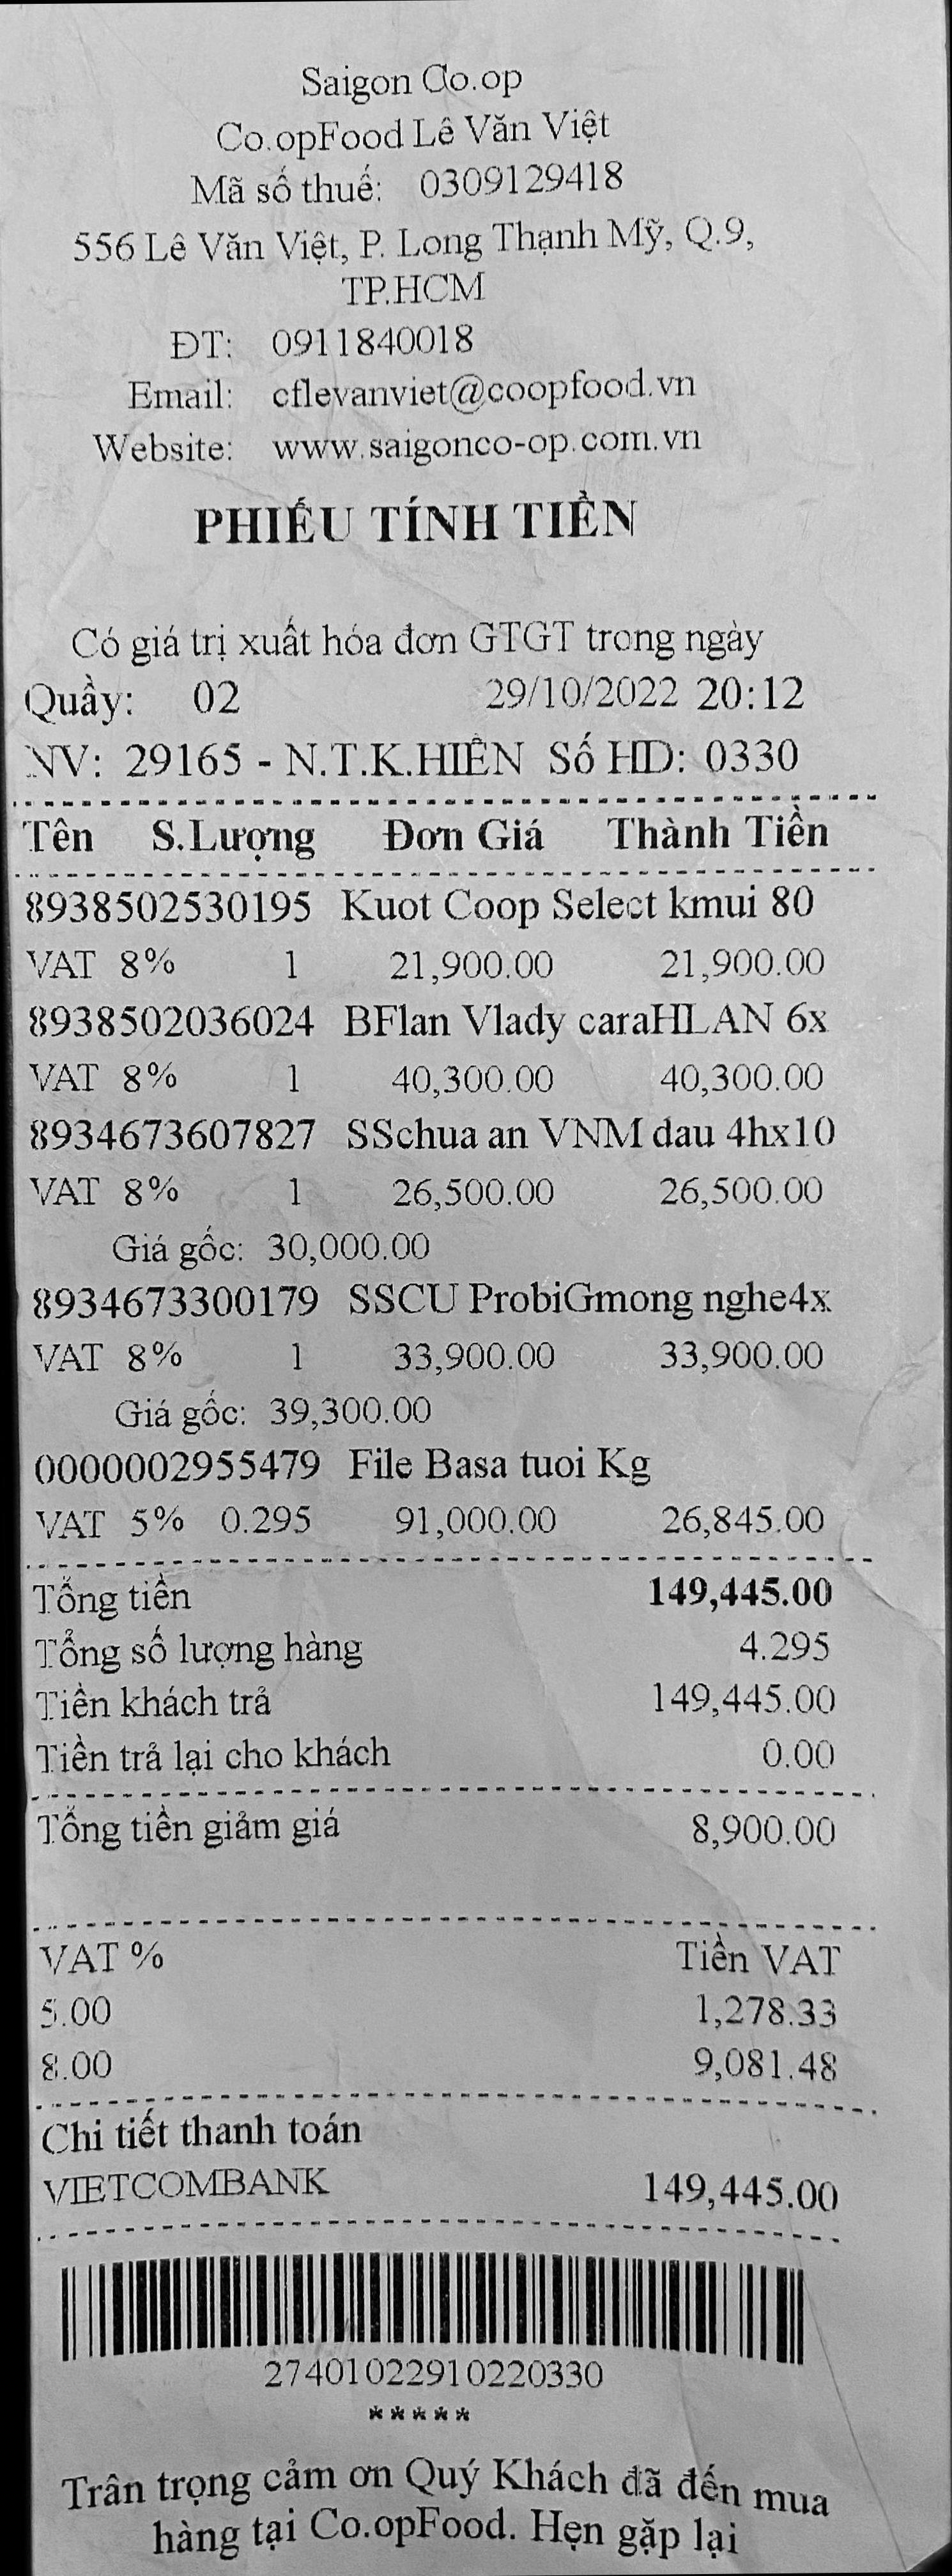 Saigon Co.op
Co.opFood Lê Văn Việt
Mã số thuế: 0309129418
556 Lê Văn Việt, P. Long Thạnh Mỹ, Q.9,
TP.HCM
ĐT: 0911840018
Email: cflevanviet@coopfood.vn
Website: www.saigonco-op.com.vn
PHIẾU TÍNH TIỀN
Có giá trị xuất hóa đơn GTGT trong ngày
Quầy: 02 29/10/2022 20:12
NV: 29165 - N.T.K.HIỀN Số HD: 0330
Tên S.Lượng Đơn Giá Thành Tiền
8938502530195 Kuot Coop Select kmui 80
VAT 8% 1 21,900.00 21,900.00
8938502036024 BFlan Vlady caraHLAN 6x
VAT 8% 1 40,300.00 40,300.00
8934673607827 SSchua an VNM dau 4hx10
VAT 8% 1 26,500.00 26,500.00
Giá gốc: 30,000.00
8934673300179 SSCU ProbiGmong nghe4x
VAT 8% 1 33,900.00 33,900.00
Giá gốc: 39,300.00
0000002955479 File Basa tuoi Kg
VAT 5% 0.295 91,000.00 26,845.00
Tổng tiền 149,445.00
Tổng số lượng hàng 4.295
Tiền khách trả 149,445.00
Tiền trả lại cho khách 0.00
Tổng tiền giảm giá 8,900.00
VAT % Tiền VAT
5.00 1,278.33
8.00 9,081.48
Chi tiết thanh toán
VIETCOMBANK 149,445.00
27401022910220330
*****
Trân trọng cảm ơn Quý Khách đã đến mua
hàng tại Co.opFood. Hẹn gặp lại